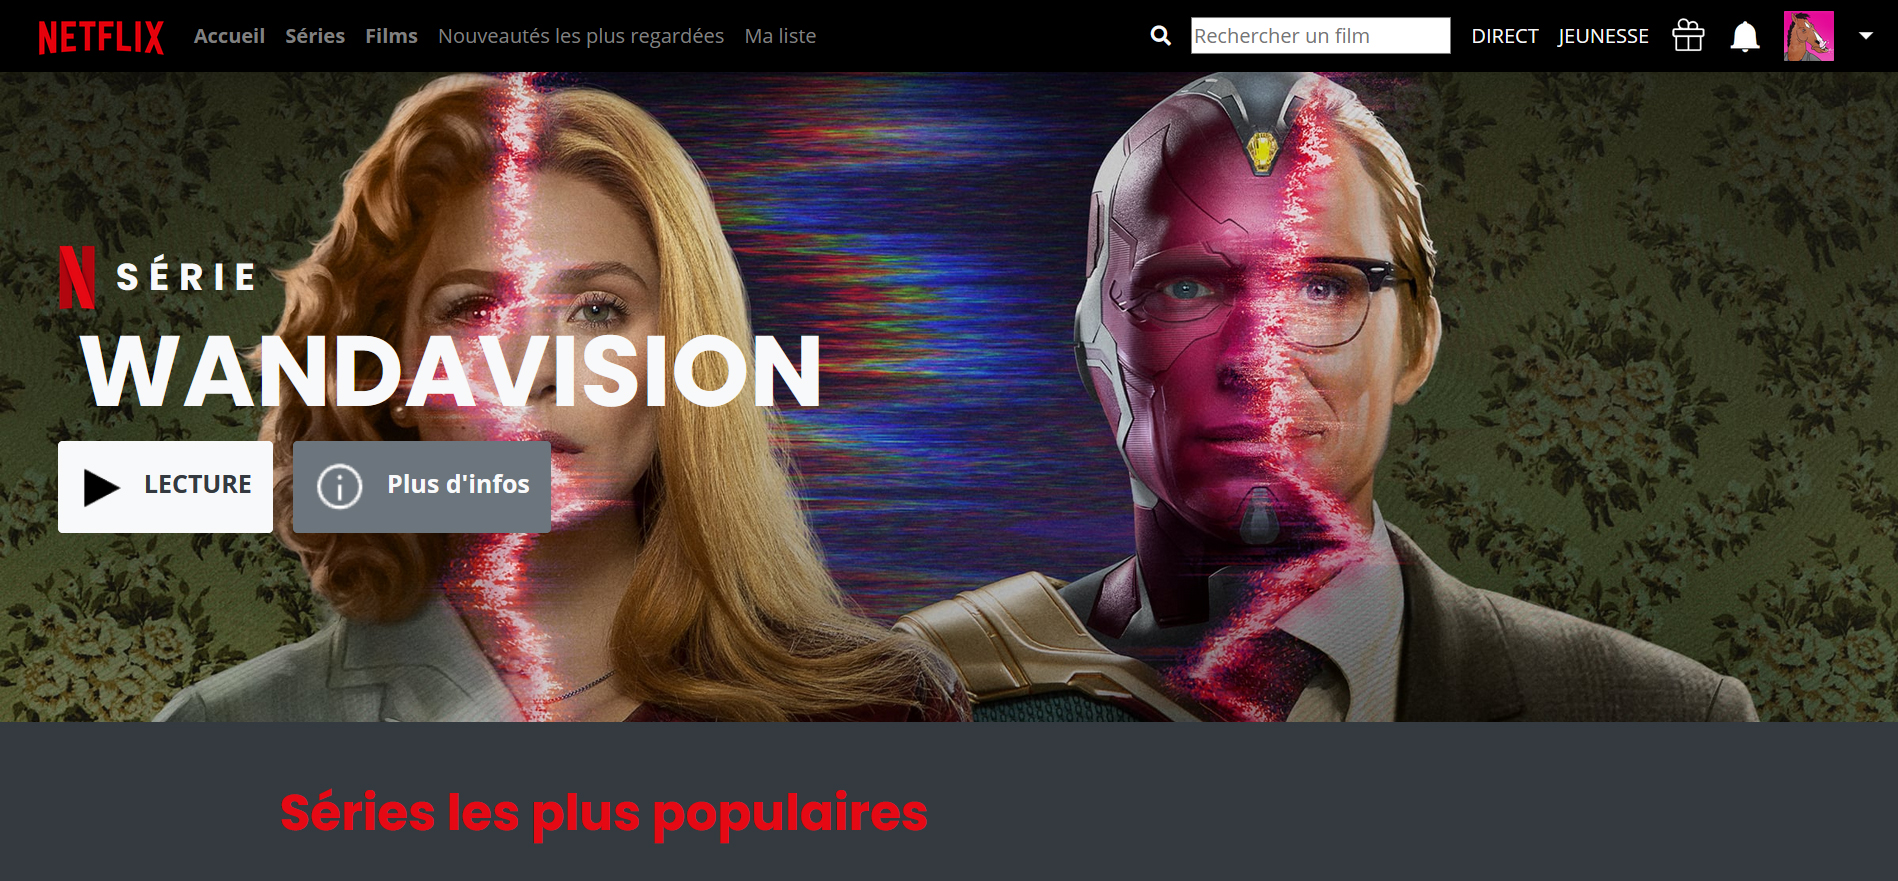 NETFLIX Accueil Séries Films Nouveautés les plus regardées Ma liste Rechercher un film DIRECT JEUNESSE
N SÉRIE
WANDAVISION
LECTURE Plus d'infos
Séries les plus populaires